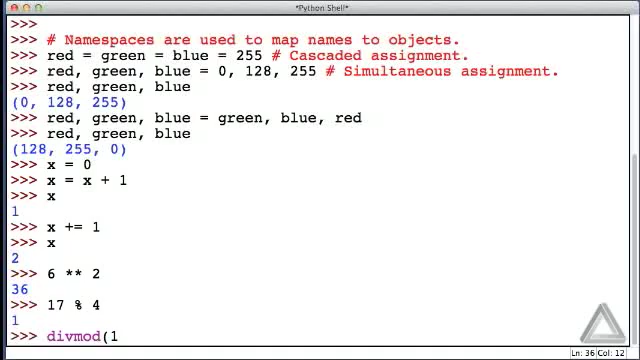 *Python Shell*
>>>
>>> # Namespaces are used to map names to objects.
>>> red = green = blue = 255 # Cascaded assignment.
>>> red, green, blue = 0, 128, 255 # Simultaneous assignment.
>>> red, green, blue
(0, 128, 255)
>>> red, green, blue = green, blue, red
>>> red, green, blue
(128, 255, 0)
>>> x = 0
>>> x = x + 1
>>> x
1
>>> x += 1
>>> x
2
>>> 6 ** 2
36
>>> 17 % 4
1
>>> divmod(1
Ln: 36 Col: 12